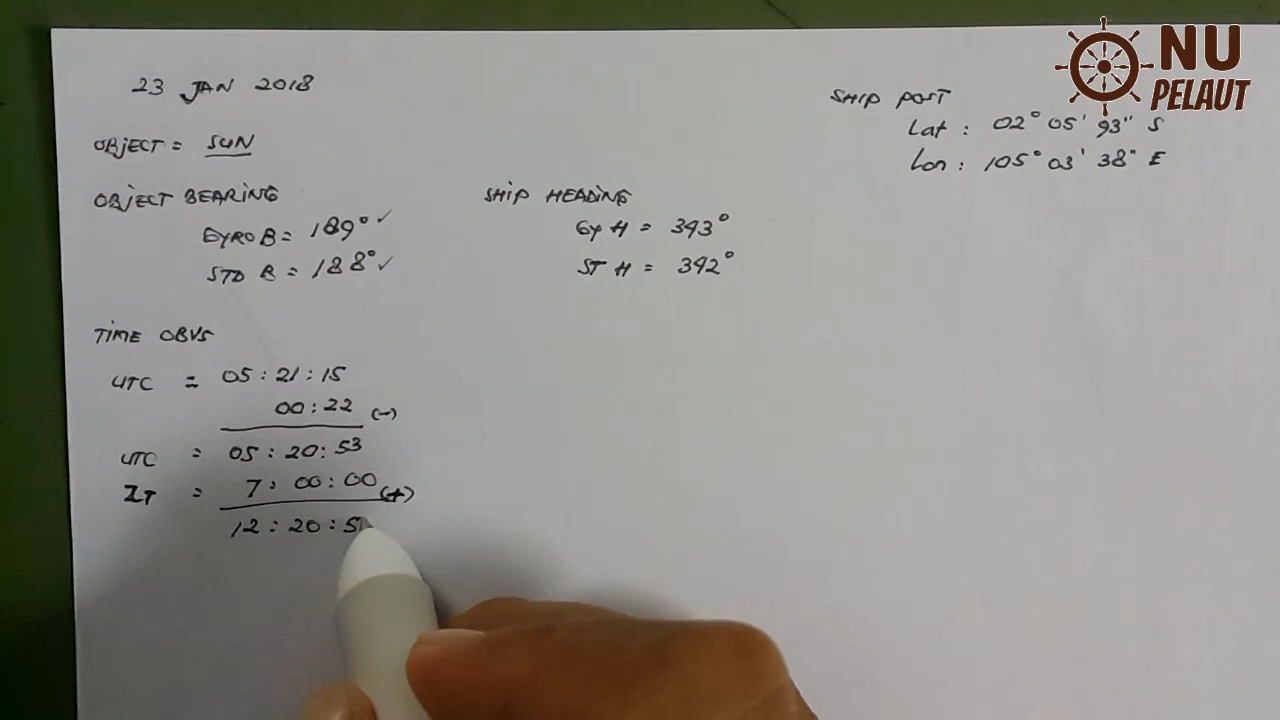 NU
PELAUT
23 JAN 2018
SHIP POST
Lat : 02° 05' 93" S
Lon : 105° 03' 38" E
OBJECT = SUN
OBJECT BEARING
GYRO B = 189° ✓
STD B = 188° ✓
SHIP HEADING
GY H = 393°
ST H = 392°
TIME OBVS
UTC = 05 : 21 : 15
00 : 22 (-)
UTC = 05 : 20 : 53
ZT = 7 : 00 : 00 (+)
12 : 20 : 5